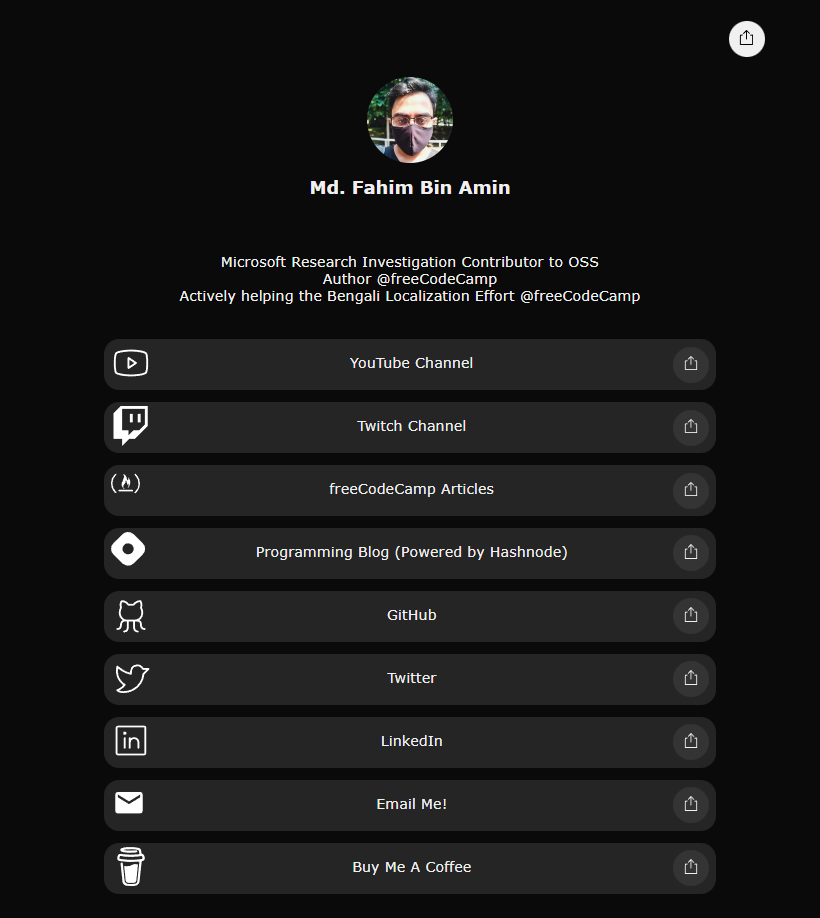 Md. Fahim Bin Amin
Microsoft Research Investigation Contributor to OSS
Author @freeCodeCamp
Actively helping the Bengali Localization Effort @freeCodeCamp
YouTube Channel
Twitch Channel
freeCodeCamp Articles
Programming Blog (Powered by Hashnode)
GitHub
Twitter
in
LinkedIn
Email Me!
Buy Me A Coffee